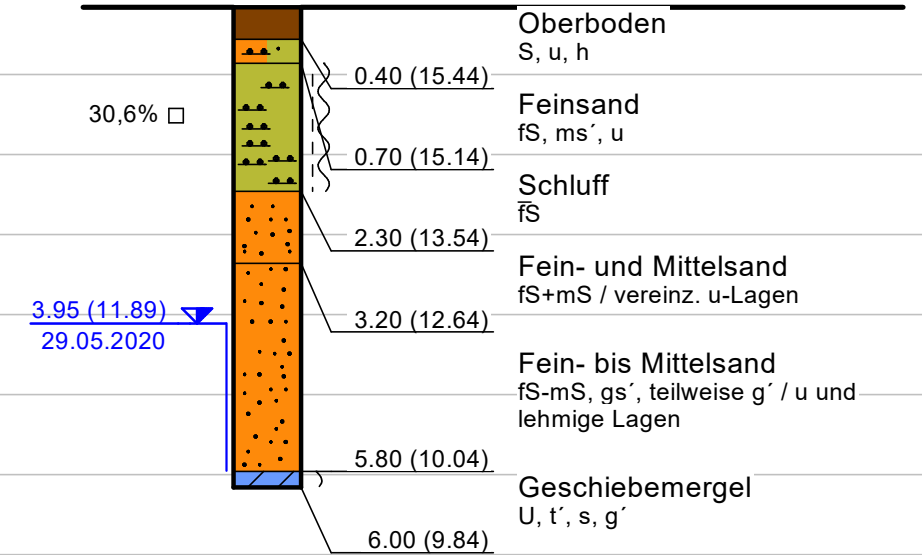 Oberboden
S, u, h
0.40 (15.44)
30,6%
Feinsand
fS, ms´, u
0.70 (15.14)
Schluff
f̅S̅
2.30 (13.54)
Fein- und Mittelsand
fS+mS / vereinz. u-Lagen
3.95 (11.89)
29.05.2020
3.20 (12.64)
Fein- bis Mittelsand
fS-mS, gs´, teilweise g´ / u und
lehmige Lagen
5.80 (10.04)
Geschiebemergel
U, t´, s, g´
6.00 (9.84)